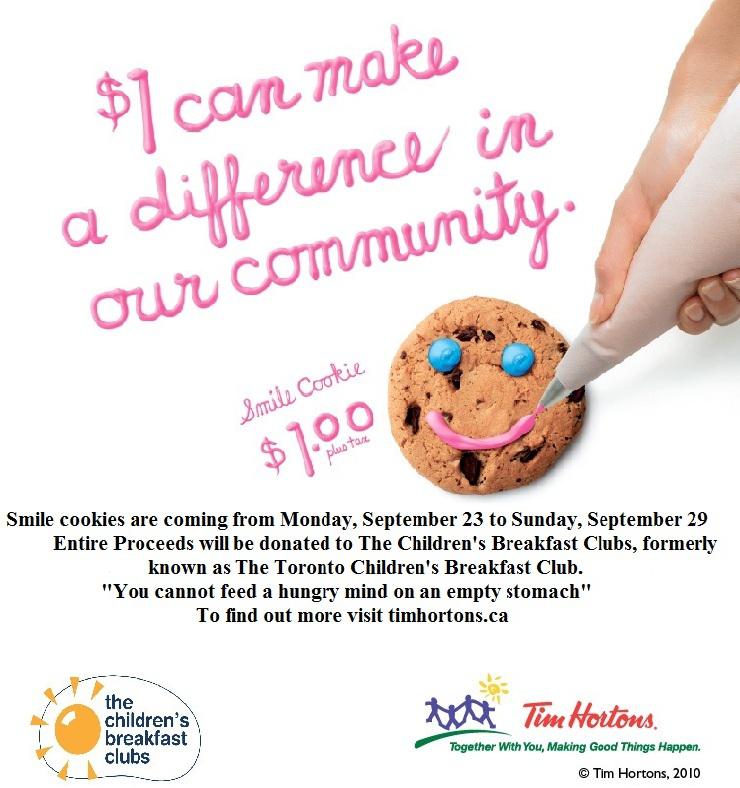 $1 can make
a difference in
our community.
Smile Cookie
$1.00
plus tax
Smile cookies are coming from Monday, September 23 to Sunday, September 29
Entire Proceeds will be donated to The Children's Breakfast Clubs, formerly
known as The Toronto Children's Breakfast Club.
"You cannot feed a hungry mind on an empty stomach"
To find out more visit timhortons.ca
the
children's
breakfast
clubs
Tim Hortons.
Together With You, Making Good Things Happen.
© Tim Hortons, 2010